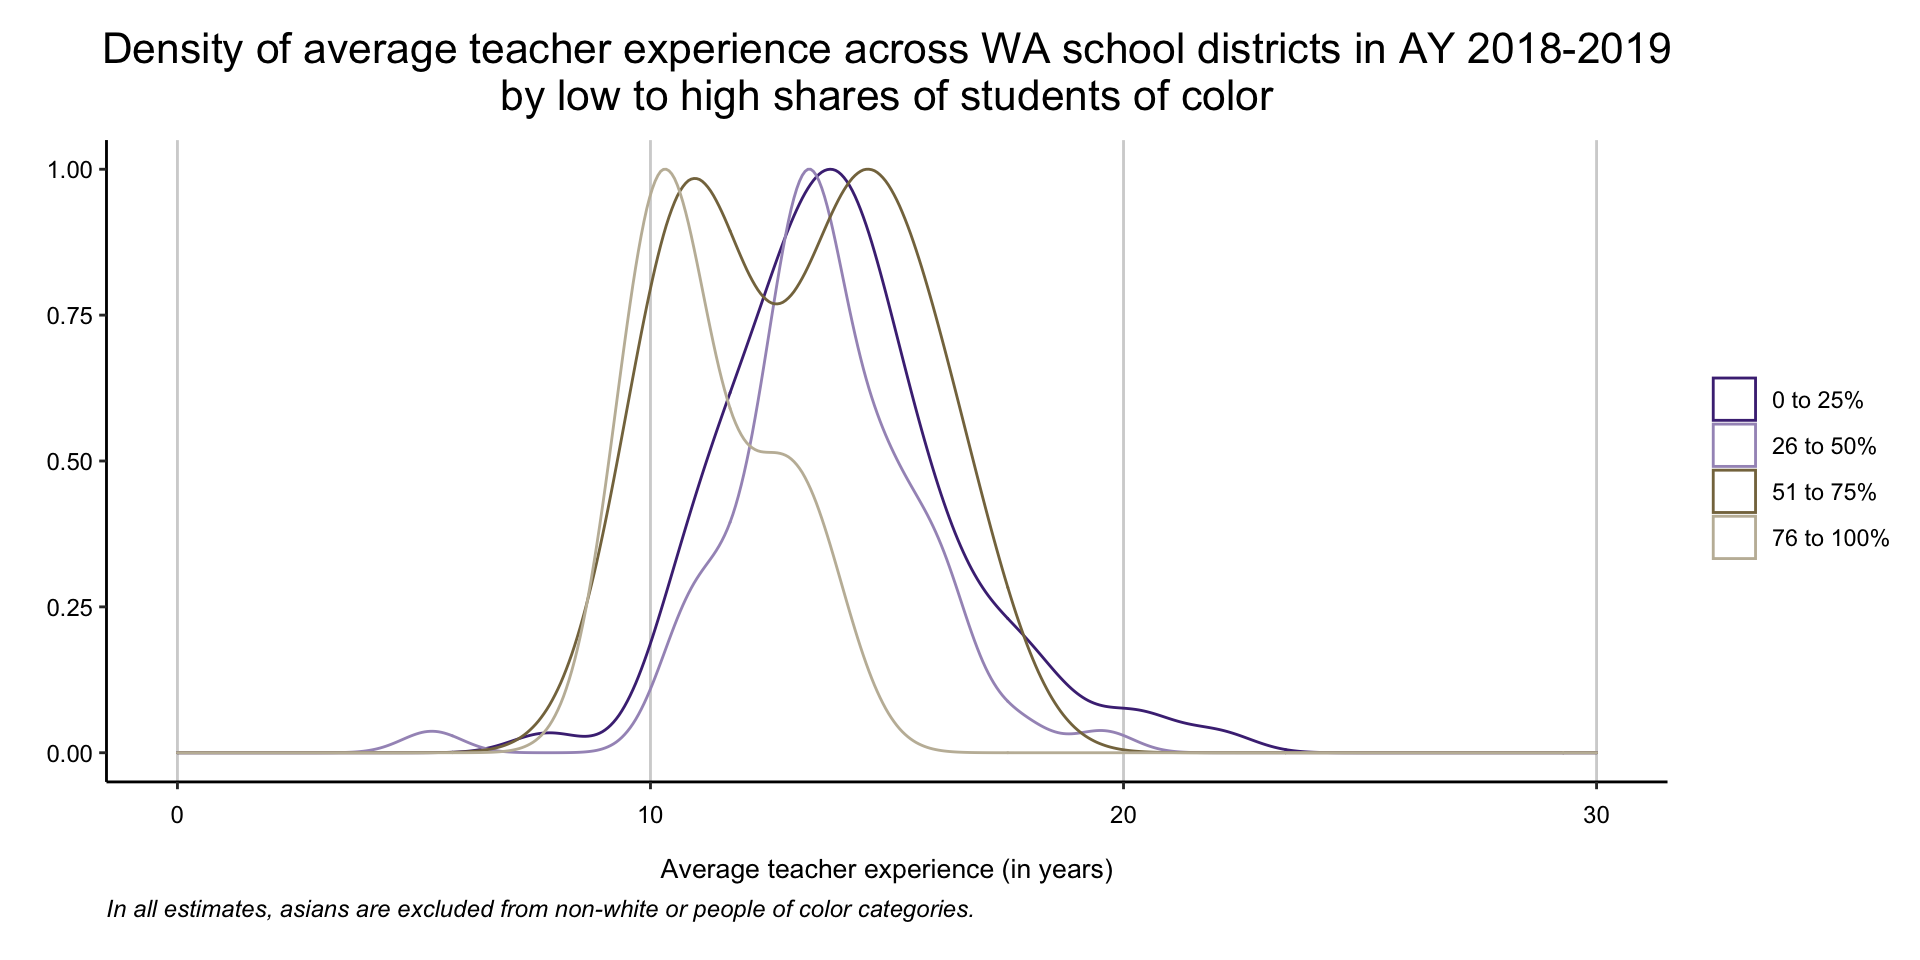 Density of average teacher experience across WA school districts in AY 2018-2019
by low to high shares of students of color
1.00
0.75
0.50
0.25
0.00
0
10
20
30
Average teacher experience (in years)
In all estimates, asians are excluded from non-white or people of color categories.
0 to 25%
26 to 50%
51 to 75%
76 to 100%